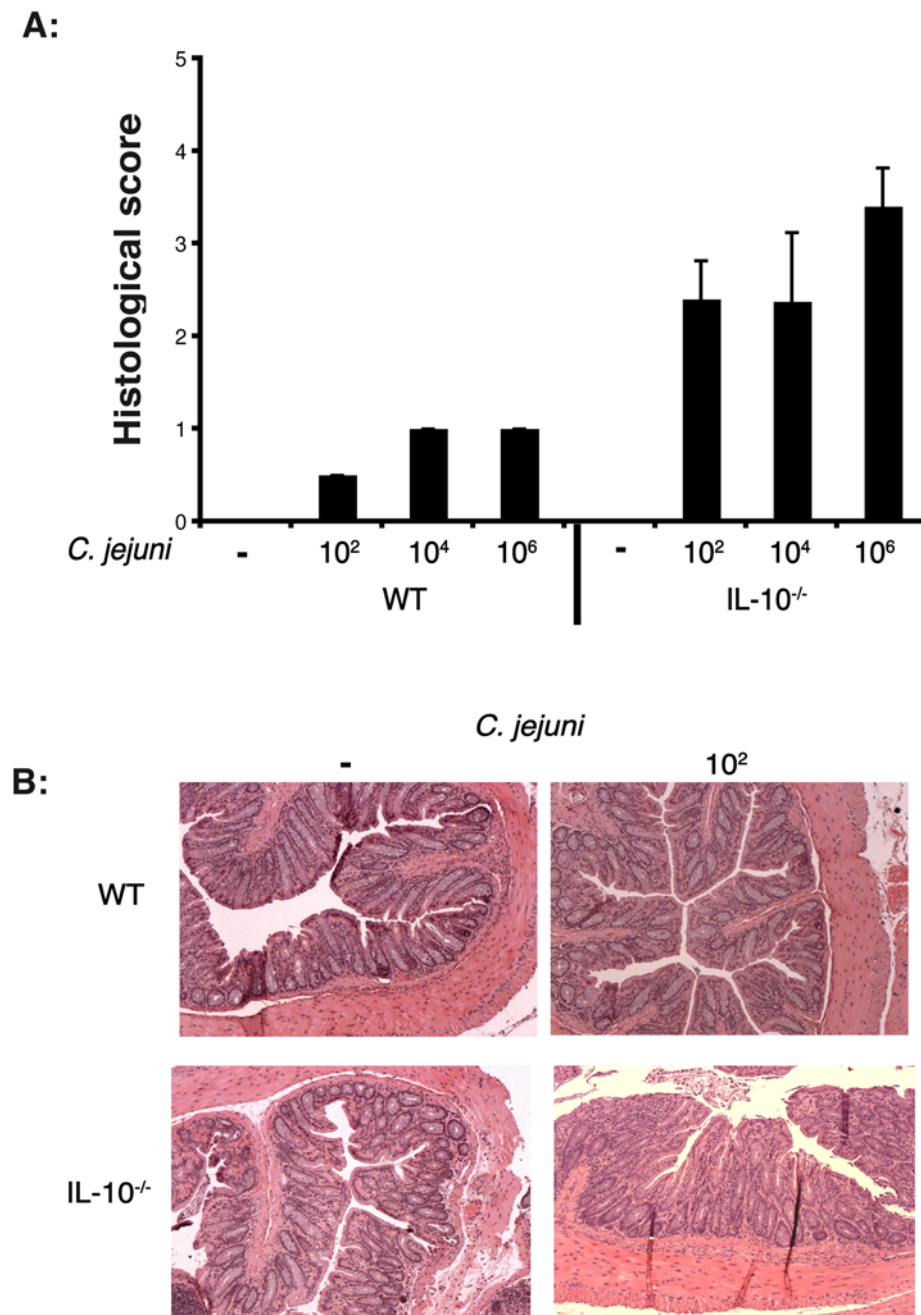 A:
Histological score
5
4
3
2
1
0
C. jejuni - 10² 10⁴ 10⁶ - 10² 10⁴ 10⁶
WT IL-10⁻/⁻
C. jejuni
- 10²
B:
WT
IL-10⁻/⁻